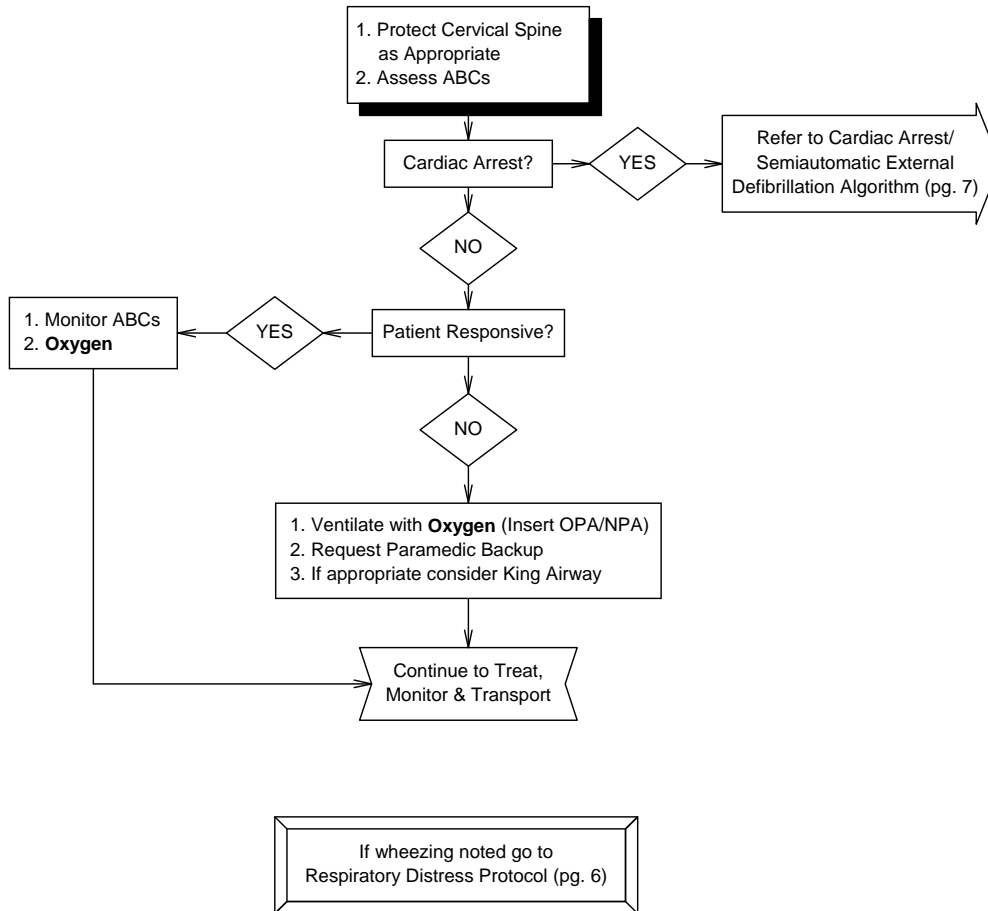 1. Protect Cervical Spine
as Appropriate
2. Assess ABCs
Cardiac Arrest?
YES
Refer to Cardiac Arrest/
Semiautomatic External
Defibrillation Algorithm (pg. 7)
NO
1. Monitor ABCs
2. Oxygen
YES
Patient Responsive?
NO
1. Ventilate with Oxygen (Insert OPA/NPA)
2. Request Paramedic Backup
3. If appropriate consider King Airway
Continue to Treat,
Monitor & Transport
If wheezing noted go to
Respiratory Distress Protocol (pg. 6)